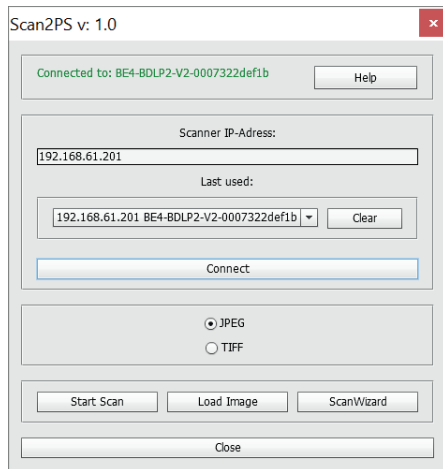 Scan2PS v: 1.0
Connected to: BE4-BDLP2-V2-0007322def1b
Help
Scanner IP-Adress:
192.168.61.201
Last used:
192.168.61.201 BE4-BDLP2-V2-0007322def1b
Clear
Connect
JPEG
TIFF
Start Scan
Load Image
ScanWizard
Close